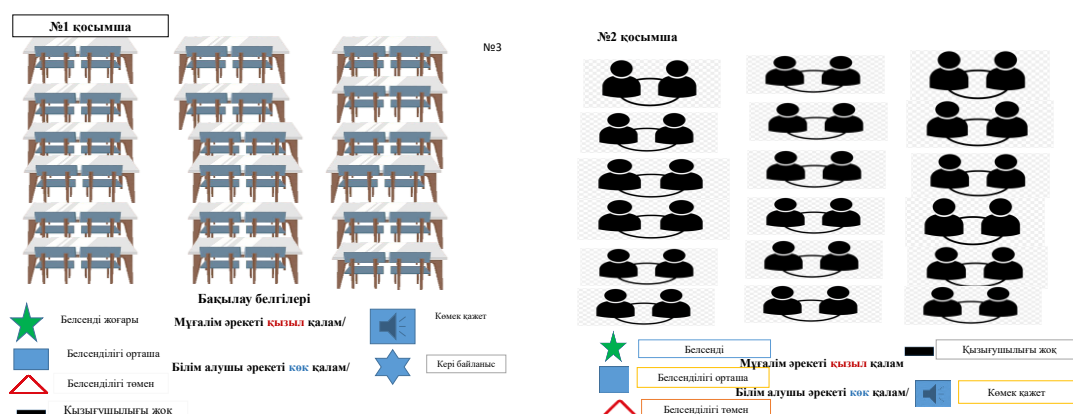 №1 қосымша
№3
Бақылау белгілері
Белсенді жоғары
Мұғалім әрекеті қызыл қалам/
Көмек қажет
Белсенділігі орташа
Білім алушы әрекеті көк қалам/
Кері байланыс
Белсенділігі төмен
Қызығушылығы жоқ
№2 қосымша
Белсенді
Қызығушылығы жоқ
Мұғалім әрекеті қызыл қалам
Белсенділігі орташа
Білім алушы әрекеті көк қалам/
Көмек қажет
Белсенділігі төмен